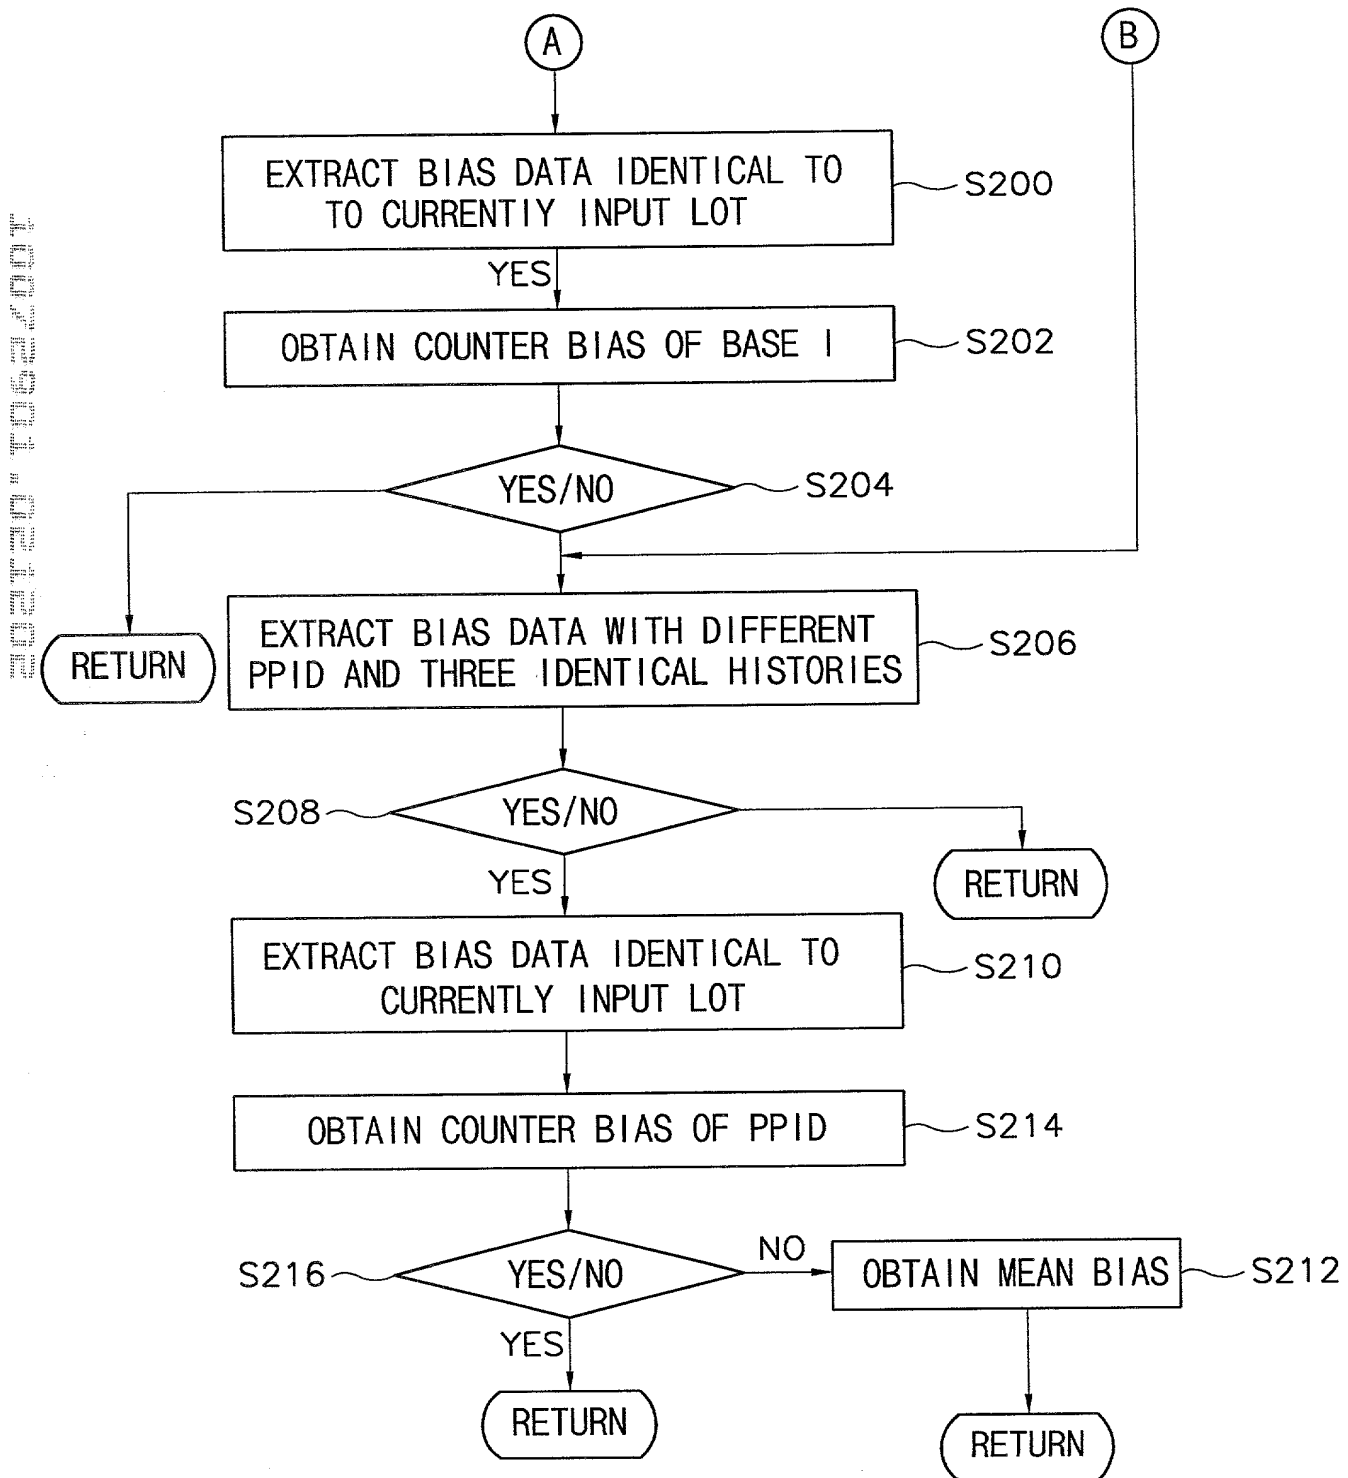 A
B
EXTRACT BIAS DATA IDENTICAL TO
TO CURRENTIY INPUT LOT
S200
YES
OBTAIN COUNTER BIAS OF BASE I
S202
YES/NO
S204
EXTRACT BIAS DATA WITH DIFFERENT
PPID AND THREE IDENTICAL HISTORIES
S206
RETURN
S208
YES/NO
RETURN
YES
EXTRACT BIAS DATA IDENTICAL TO
CURRENTLY INPUT LOT
S210
OBTAIN COUNTER BIAS OF PPID
S214
S216
YES/NO
NO
OBTAIN MEAN BIAS
S212
YES
RETURN
RETURN